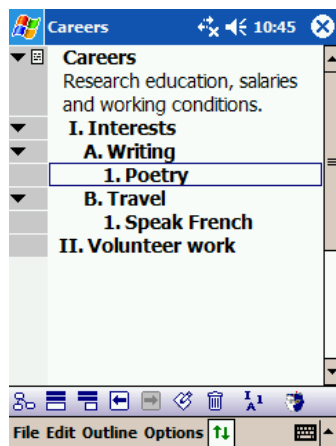 Careers 10:45
Careers
Research education, salaries
and working conditions.
I. Interests
A. Writing
1. Poetry
B. Travel
1. Speak French
II. Volunteer work
File Edit Outline Options